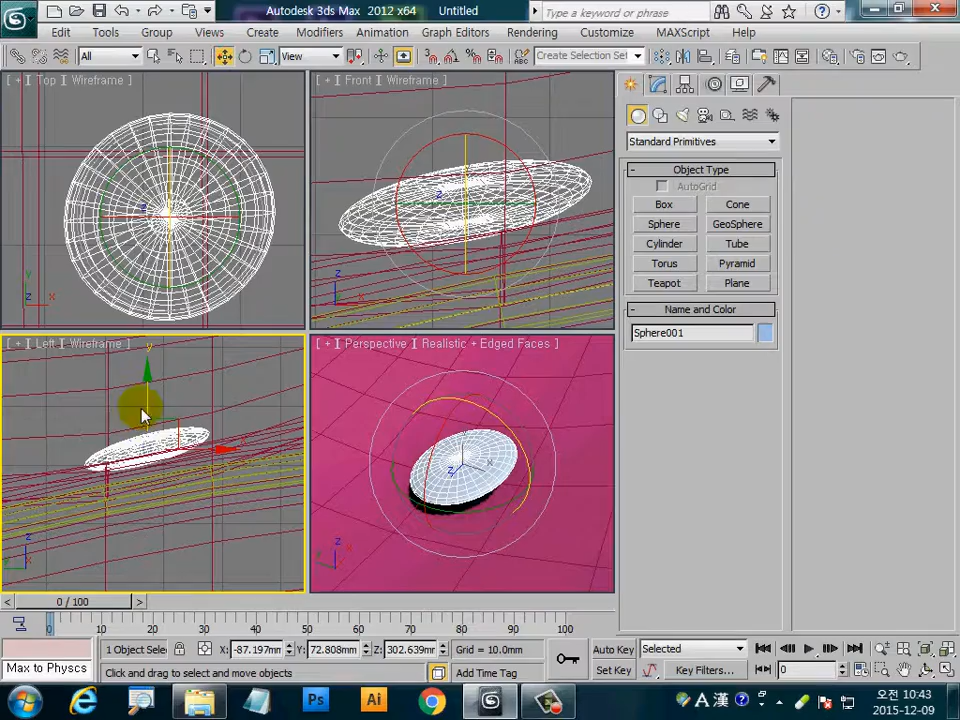 Autodesk 3ds Max 2012 x64 Untitled
Type a keyword or phrase
Edit Tools Group Views Create Modifiers Animation Graph Editors Rendering Customize MAXScript Help
All View Create Selection Se
[ + ] [ Top ] [ Wireframe ]
[ + ] [ Front ] [ Wireframe ]
Standard Primitives
- Object Type
AutoGrid
Box Cone
Sphere GeoSphere
Cylinder Tube
Torus Pyramid
Teapot Plane
- Name and Color
Sphere001
[ + ] [ Left ] [ Wireframe ]
[ + ] [ Perspective ] [ Realistic + Edged Faces ]
< 0 / 100 >
0 10 20 30 40 50 60 70 80 90 100
1 Object Selec X: -87.197mm Y: 72.808mm Z: 302.639mm Grid = 10.0mm Auto Key Selected
Max to Physcs Click and drag to select and move objects Add Time Tag Set Key Key Filters... 0
Ps Ai A 漢 오전 10:43
2015-12-09